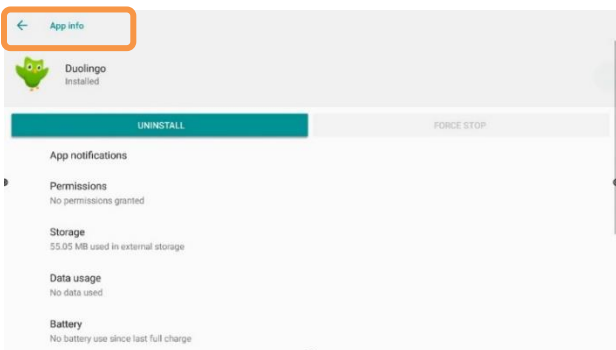 App info
Duolingo
Installed
UNINSTALL
FORCE STOP
App notifications
Permissions
No permissions granted
Storage
55.05 MB used in external storage
Data usage
No data used
Battery
No battery use since last full charge